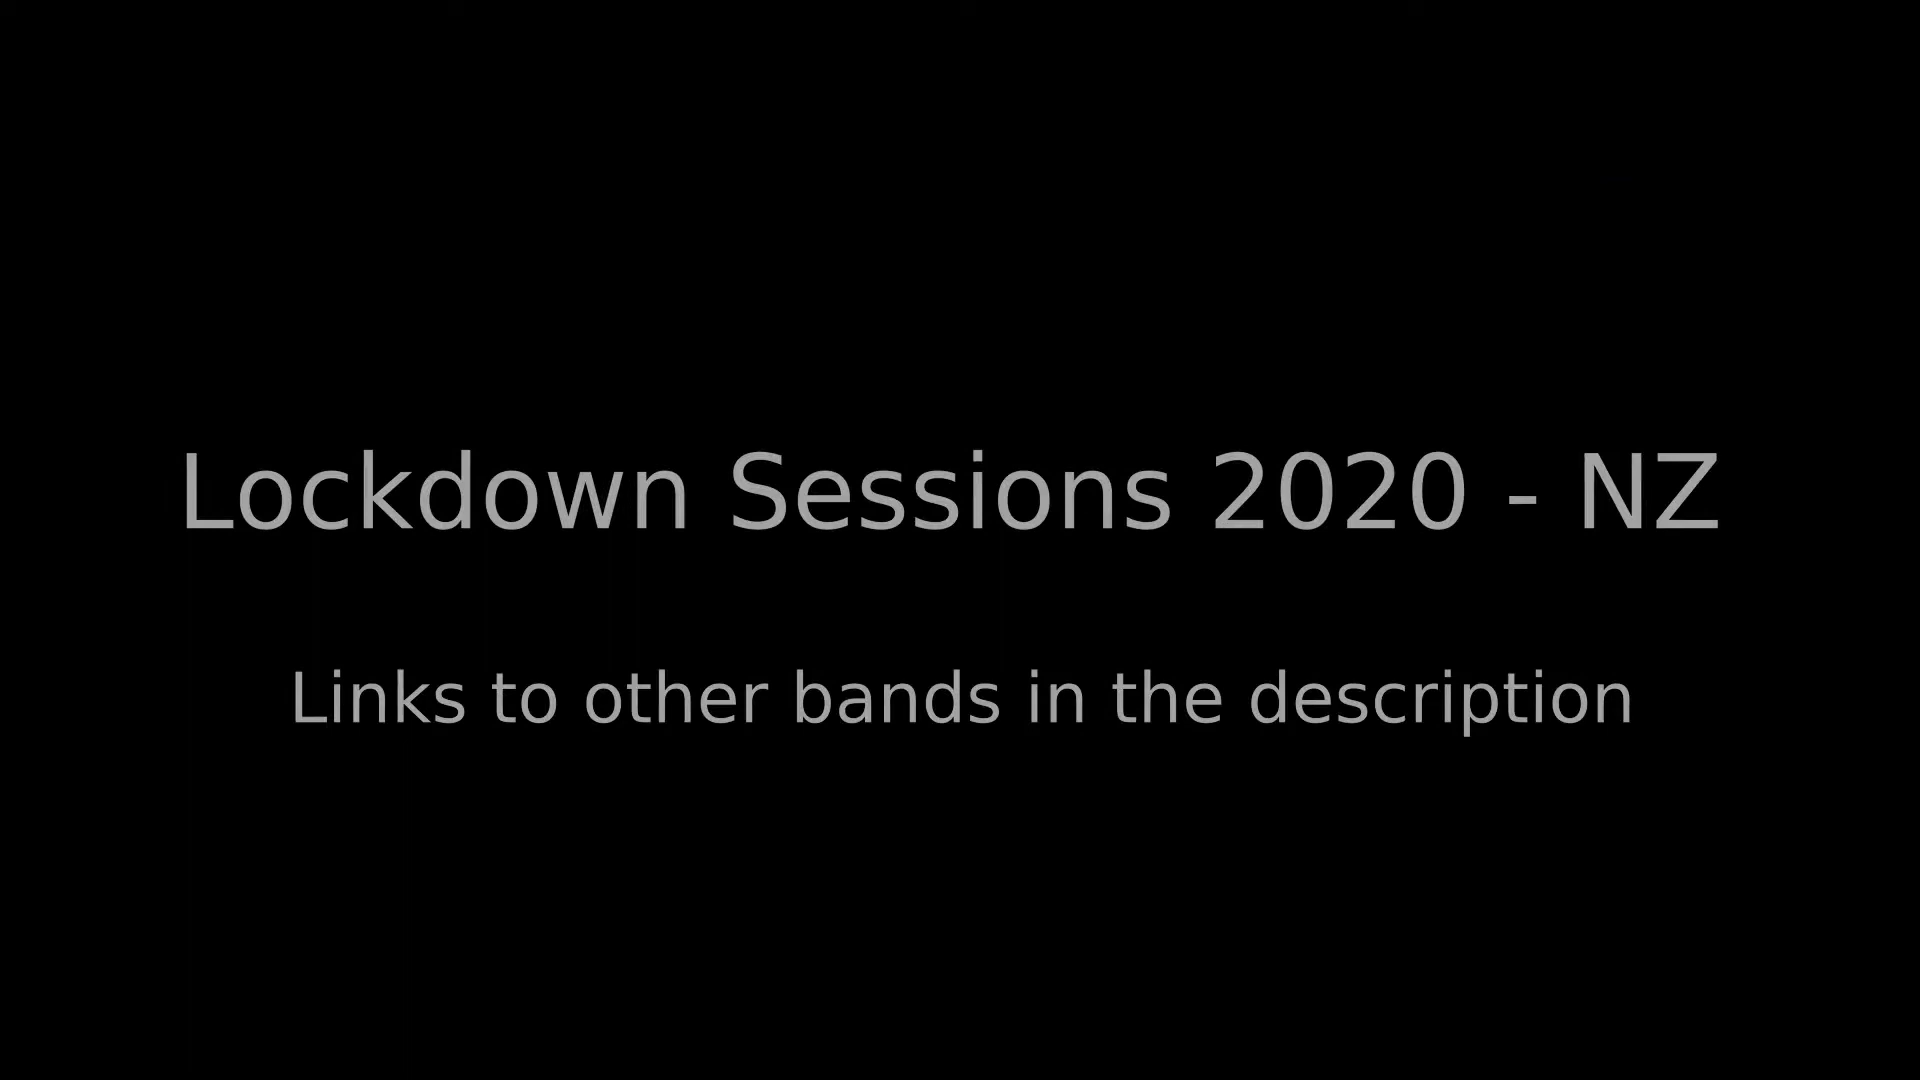 Lockdown Sessions 2020 - NZ
Links to other bands in the description